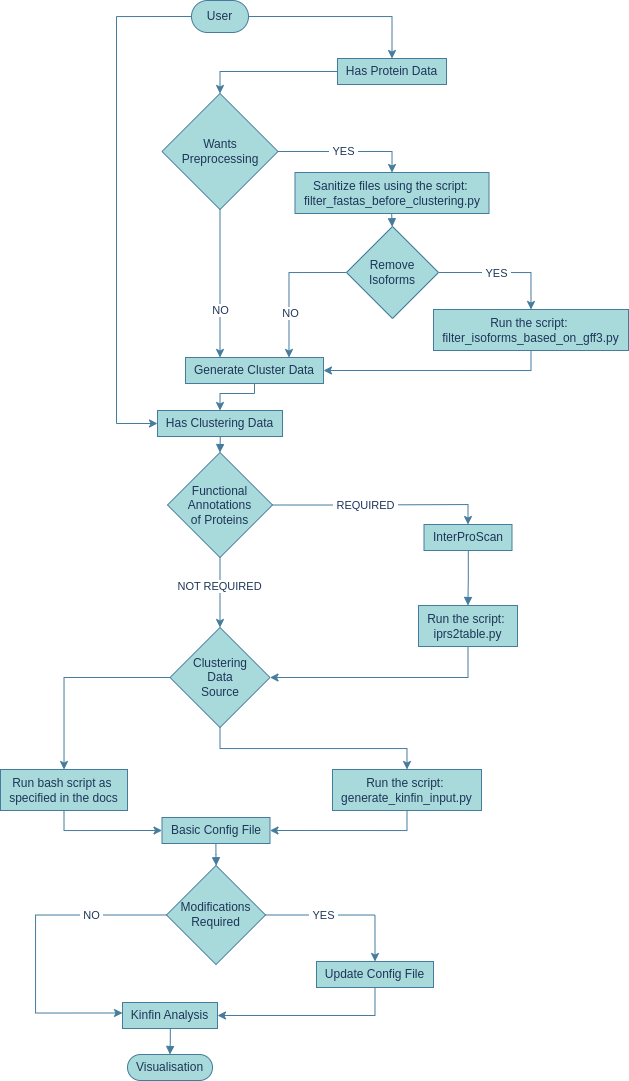 User
Has Protein Data
Wants
Preprocessing
YES
Sanitize files using the script:
filter_fastas_before_clustering.py
Remove
Isoforms
YES
NO
NO
Run the script:
filter_isoforms_based_on_gff3.py
Generate Cluster Data
Has Clustering Data
Functional
Annotations
of Proteins
REQUIRED
InterProScan
NOT REQUIRED
Run the script:
iprs2table.py
Clustering
Data
Source
Run bash script as
specified in the docs
Run the script:
generate_kinfin_input.py
Basic Config File
Modifications
Required
NO
YES
Update Config File
Kinfin Analysis
Visualisation